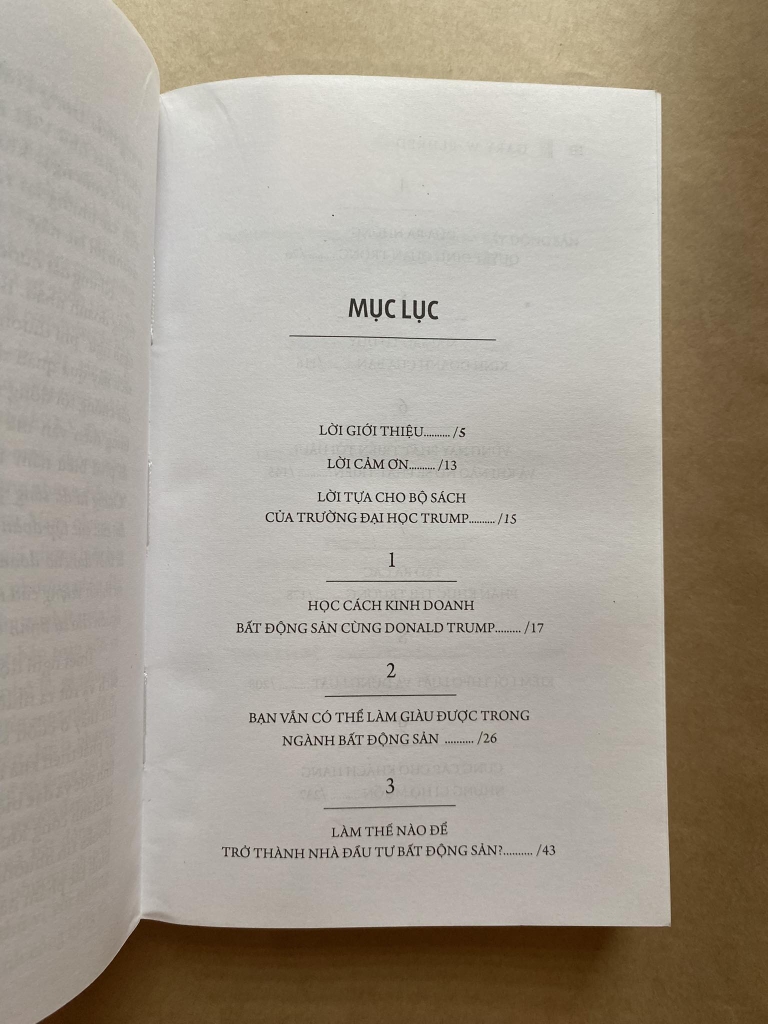 MỤC LỤC
LỜI GIỚI THIỆU.......... /5
LỜI CẢM ƠN.......... /13
LỜI TỰA CHO BỘ SÁCH
CỦA TRƯỜNG ĐẠI HỌC TRUMP.......... /15
1
HỌC CÁCH KINH DOANH
BẤT ĐỘNG SẢN CÙNG DONALD TRUMP......... /17
2
BẠN VẪN CÓ THỂ LÀM GIÀU ĐƯỢC TRONG
NGÀNH BẤT ĐỘNG SẢN .......... /26
3
LÀM THẾ NÀO ĐỂ
TRỞ THÀNH NHÀ ĐẦU TƯ BẤT ĐỘNG SẢN?.......... /43